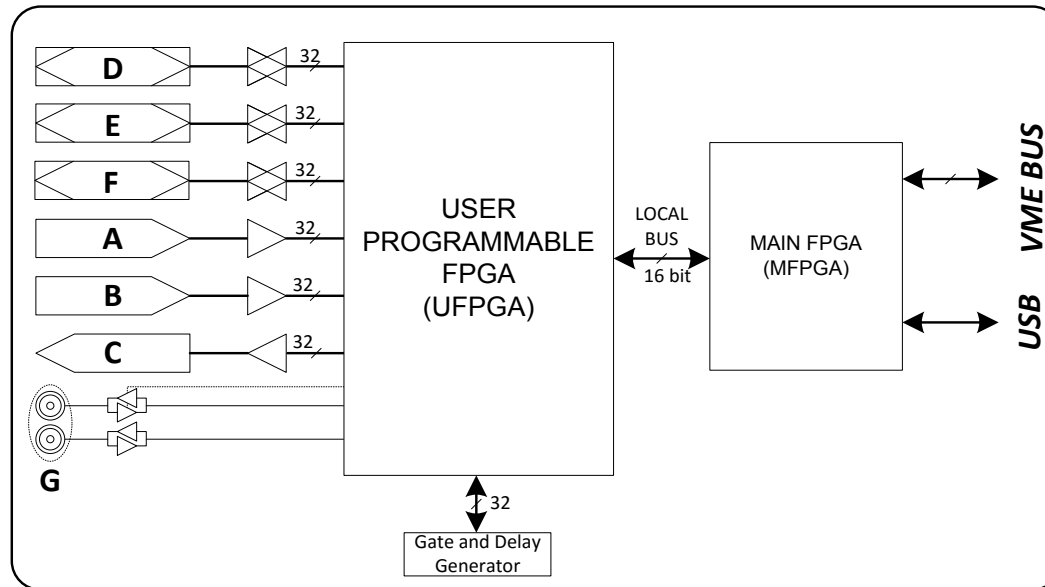 D
32
E
32
F
32
A
32
B
32
C
32
G
USER
PROGRAMMABLE
FPGA
(UFPGA)
LOCAL
BUS
16 bit
MAIN FPGA
(MFPGA)
VME BUS
USB
32
Gate and Delay
Generator